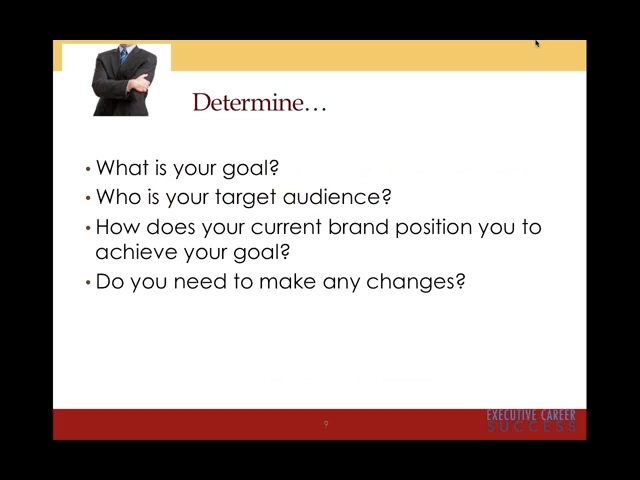 Determine…
• What is your goal?
• Who is your target audience?
• How does your current brand position you to
achieve your goal?
• Do you need to make any changes?
9
EXECUTIVE CAREER
SUCCESS